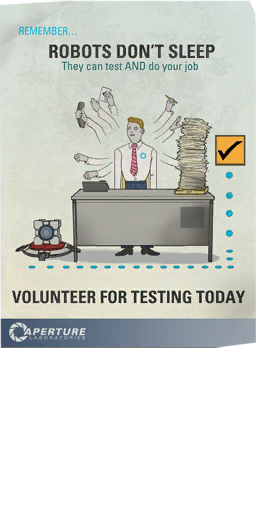 REMEMBER...
ROBOTS DON'T SLEEP
They can test AND do your job
VOLUNTEER FOR TESTING TODAY
APERTURE
LABORATORIES